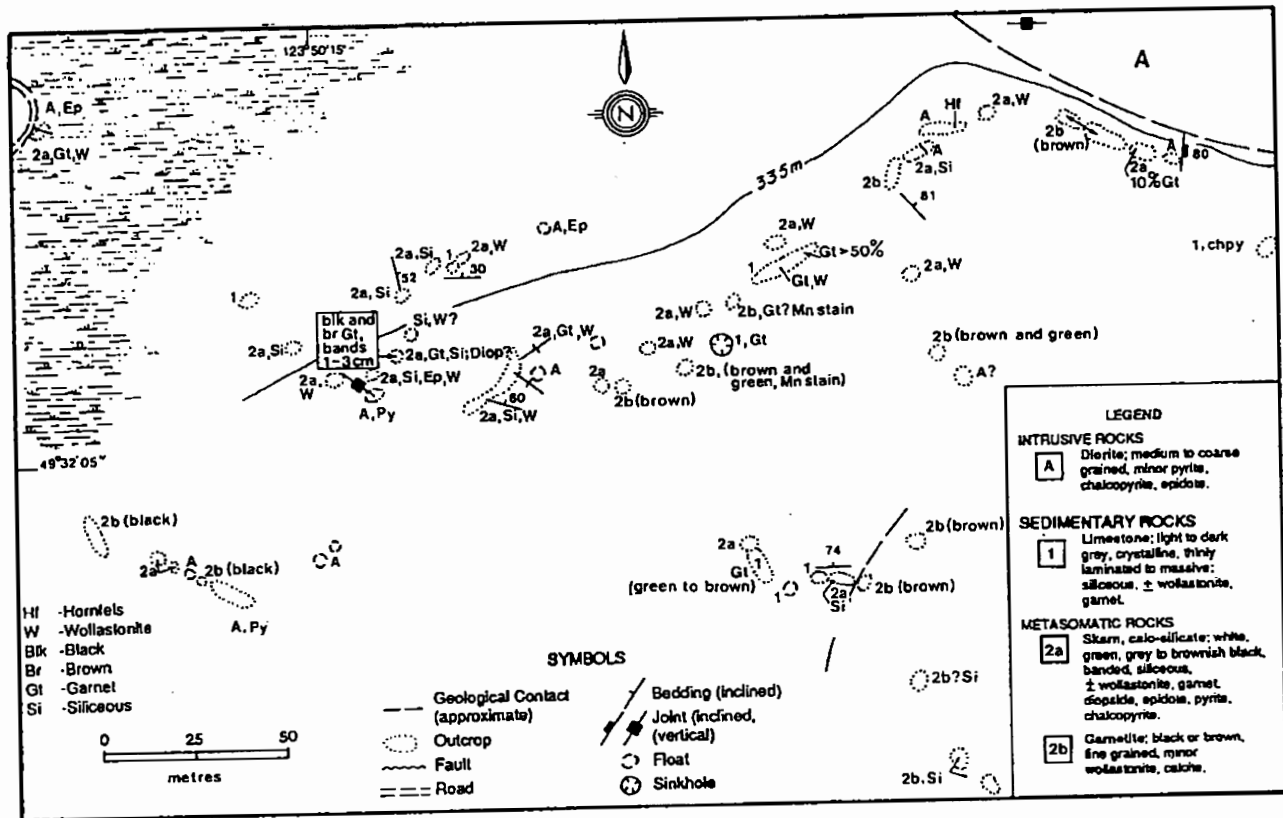 123°50'15"
A
A, Ep
2a, Gt, W
N
335m
A
Hf
2a, W
2b
(brown)
A
2a, Si
2b
81
A
80
2a
10% Gt
A, Ep
2a, W
1
2a, Si
30
52
2a, Si
1
2a, W
Gt > 50%
1
Gt, W
2a, W
1, chpy
blk and
br Gt,
bands
1-3cm
Si, W?
2a, Si
2a, Gt, Si; Diop?
2a, Si, Ep, W
2a,
W
A, Py
2a, Gt, W
A
60
2a, Si, W
2a, W
2b, Gt? Mn stain
2a, W
1, Gt
2b, (brown and
green, Mn stain)
2a
2b(brown)
2b (brown and green)
A?
49°32'05"
2b (black)
2a
A
2b (black)
A, Py
A
2a
1
Gt
(green to brown)
1
1
74
2a
Si
2b (brown)
2b (brown)
2b? Si
2b. Si
Hf -Hornfels
W -Wollastonite
Blk -Black
Br -Brown
Gt -Garnet
Si -Siliceous
0 25 50
metres
SYMBOLS
Geological Contact
(approximate)
Outcrop
Fault
Road
Bedding (inclined)
Joint (inclined,
vertical)
Float
Sinkhole
LEGEND
INTRUSIVE ROCKS
A
Diorite; medium to coarse
grained, minor pyrite,
chalcopyrite, epidote.
SEDIMENTARY ROCKS
1
Limestone; light to dark
grey, crystalline, thinly
laminated to massive;
siliceous, ± wollastonite,
garnet.
METASOMATIC ROCKS
2a
Skarn, calc-silicate; white,
green, grey to brownish black,
banded, siliceous,
± wollastonite, garnet,
diopside, epidote, pyrite,
chalcopyrite.
2b
Garnetite; black or brown,
fine grained, minor
wollastonite, calcite.